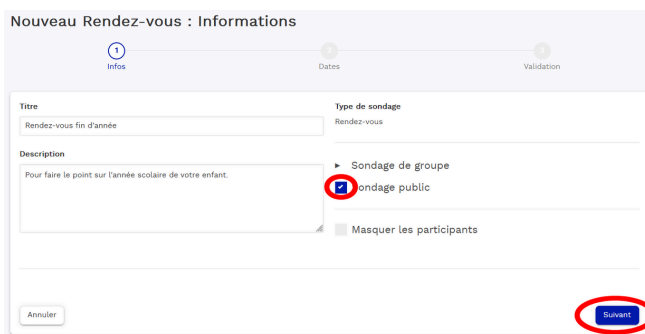 Nouveau Rendez-vous : Informations
1
Infos
2
Dates
3
Validation
Titre
Rendez-vous fin d'année
Description
Pour faire le point sur l'année scolaire de votre enfant.
Type de sondage
Rendez-vous
Sondage de groupe
ondage public
Masquer les participants
Annuler
Suivant